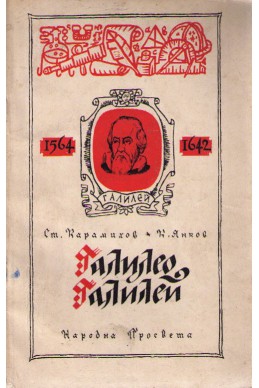 1564 1642
ГАЛИЛЕЙ
Ст. Карамихов • К. Янков
Галилео
Галилей
Народна Просвета